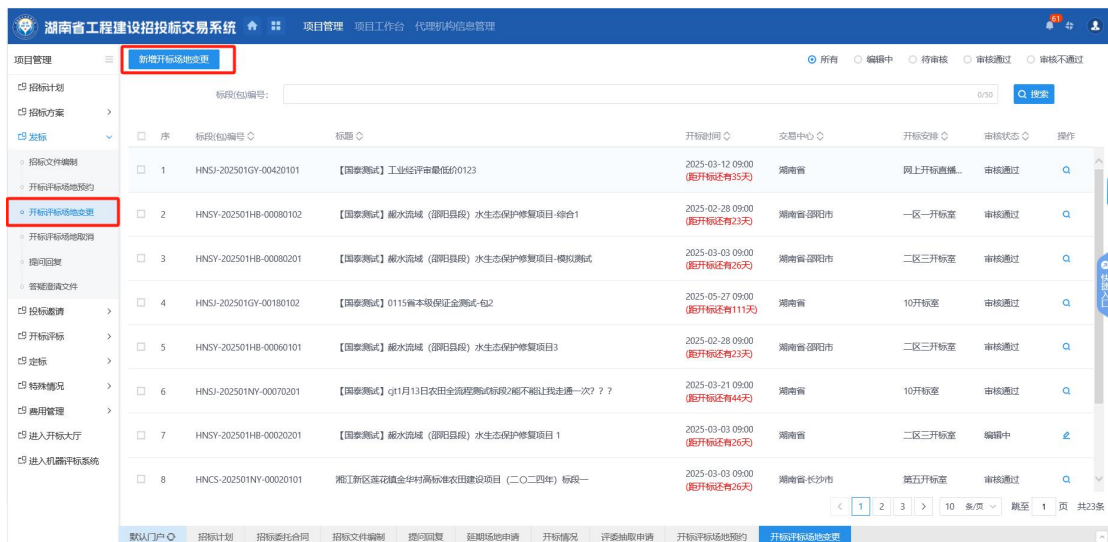 湖南省工程建设招投标交易系统 项目管理 项目工作台 代理机构信息管理 61
项目管理
新增开标场地变更
所有 编辑中 待审核 审核通过 审核不通过
招标计划
招标方案
发标
招标文件编制
开标评标场地预约
开标评标场地变更
开标评标场地取消
提问回复
答疑澄清文件
投标邀请
开标评标
定标
特殊情况
费用管理
进入开标大厅
进入机器评标系统
标段(包)编号: 0/50 搜索
序 标段(包)编号 标题 开标时间 交易中心 开标安排 审核状态 操作
1 HNSJ-202501GY-00420101 【国泰测试】工业经评审最低价0123 2025-03-12 09:00 湖南省 网上开标直播... 审核通过
(距开标还有35天)
2 HNSY-202501HB-00080102 【国泰测试】赧水流域（邵阳县段）水生态保护修复项目-综合1 2025-02-28 09:00 湖南省·邵阳市 一区一开标室 审核通过
(距开标还有23天)
3 HNSY-202501HB-00080201 【国泰测试】赧水流域（邵阳县段）水生态保护修复项目-模拟测试 2025-03-03 09:00 湖南省·邵阳市 二区三开标室 审核通过
(距开标还有26天)
4 HNSJ-202501GY-00180102 【国泰测试】0115省本级保证金测试-包2 2025-05-27 09:00 湖南省 10开标室 审核通过
(距开标还有111天)
5 HNSY-202501HB-00060101 【国泰测试】赧水流域（邵阳县段）水生态保护修复项目3 2025-02-28 09:00 湖南省·邵阳市 二区三开标室 审核通过
(距开标还有23天)
6 HNSJ-202501NY-00070201 【国泰测试】cjt1月13日农田全流程测试标段2能不能让我走通一次？？？ 2025-03-21 09:00 湖南省 10开标室 审核通过
(距开标还有44天)
7 HNSY-202501HB-00020201 【国泰测试】赧水流域（邵阳县段）水生态保护修复项目 1 2025-03-03 09:00 湖南省 二区三开标室 编辑中
(距开标还有26天)
8 HNCS-202501NY-00020101 湘江新区莲花镇金华村高标准农田建设项目（二〇二四年）标段一 2025-03-03 09:00 湖南省·长沙市 第五开标室 审核通过
(距开标还有26天)
1 2 3 10 条/页 跳至 1 页 共23条
默认门户 招标计划 招标委托合同 招标文件编制 提问回复 延期场地申请 开标情况 评委抽取申请 开标评标场地预约 开标评标场地变更
快捷入口